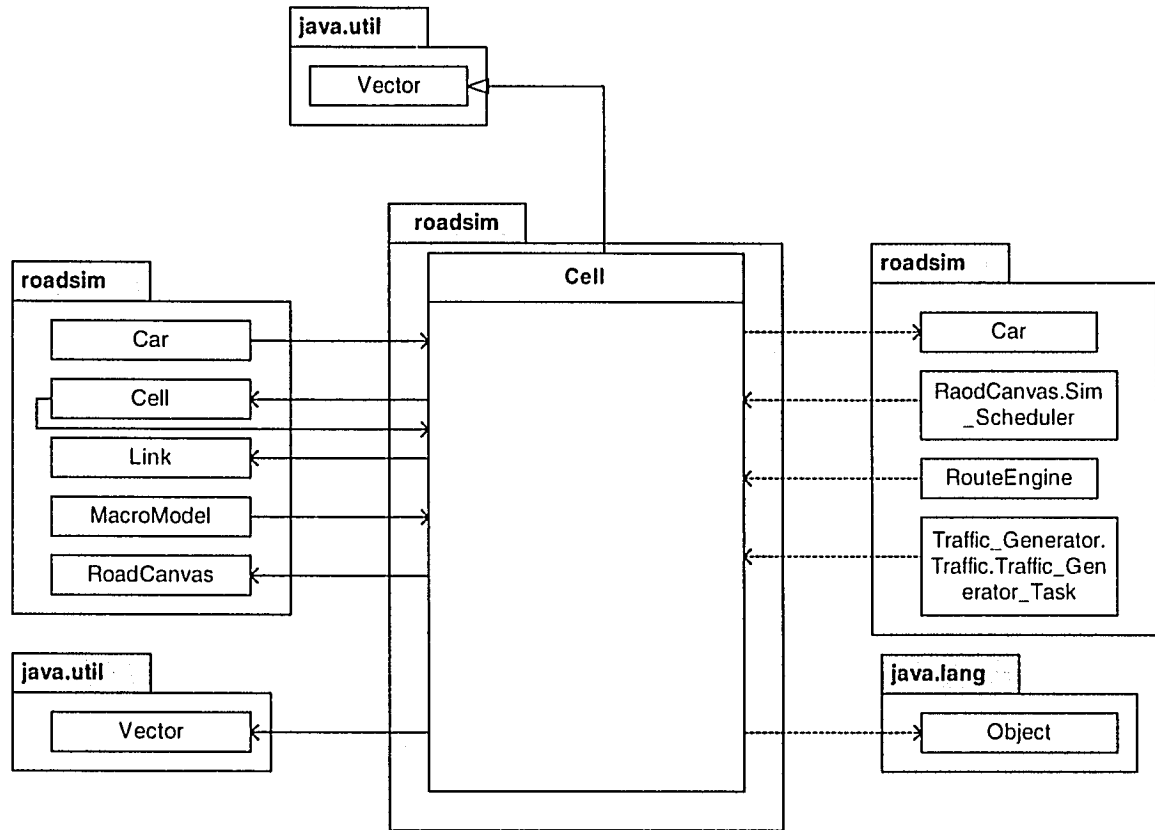 java.util
Vector
roadsim
Cell
roadsim
Car
Cell
Link
MacroModel
RoadCanvas
java.util
Vector
roadsim
Car
RaodCanvas.Sim
_Scheduler
RouteEngine
Traffic_Generator.
Traffic.Traffic_Gen
erator_Task
java.lang
Object